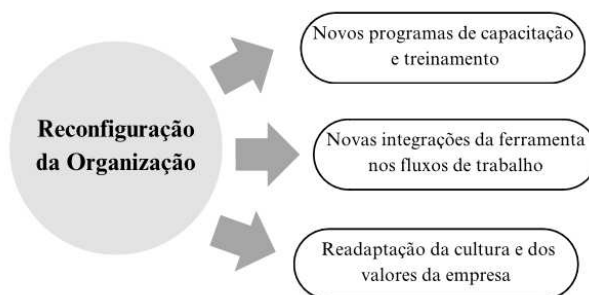 Reconfiguração
da Organização
Novos programas de capacitação
e treinamento
Novas integrações da ferramenta
nos fluxos de trabalho
Readaptação da cultura e dos
valores da empresa